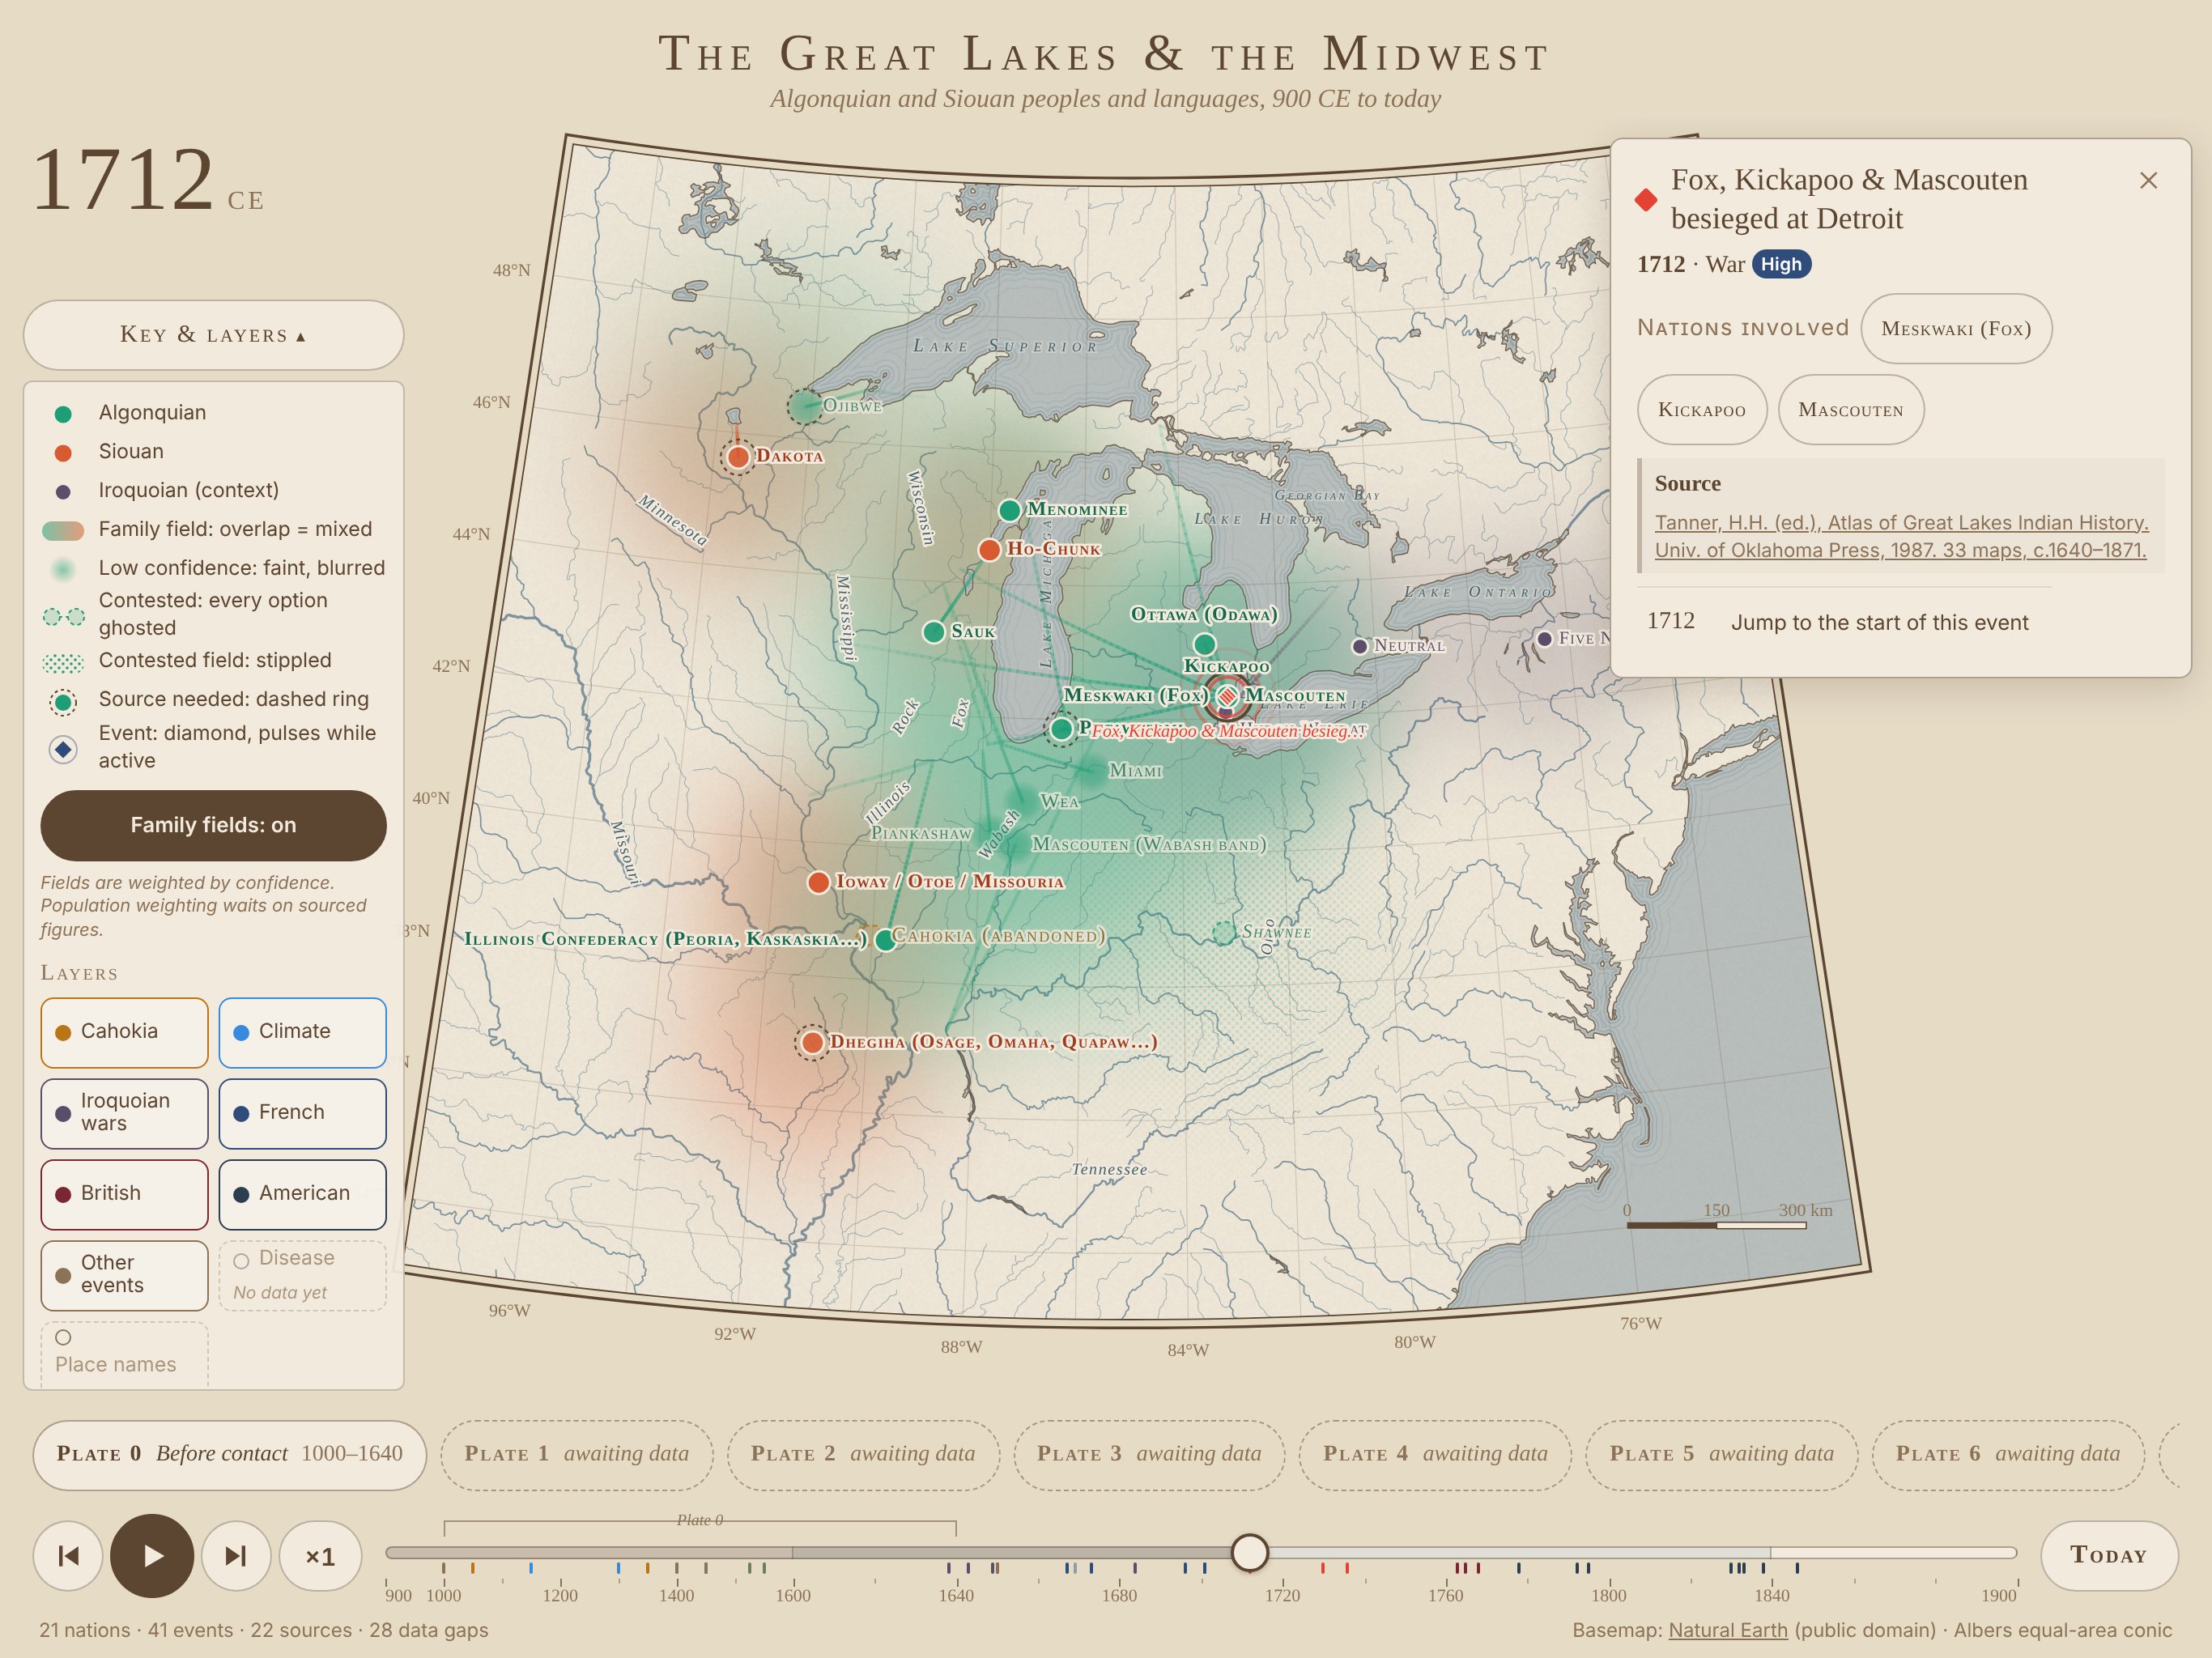 The Great Lakes & the Midwest
Algonquian and Siouan peoples and languages, 900 CE to today
1712 CE
Key & layers ▴
Algonquian
Siouan
Iroquoian (context)
Family field: overlap = mixed
Low confidence: faint, blurred
Contested: every option
ghosted
Contested field: stippled
Source needed: dashed ring
Event: diamond, pulses while
active
Family fields: on
Fields are weighted by confidence.
Population weighting waits on sourced
figures.
Layers
Cahokia
Climate
Iroquoian
wars
French
British
American
Other
events
Disease
No data yet
Place names
48°N
46°N
44°N
42°N
40°N
8°N
N
96°W
92°W
88°W
84°W
80°W
76°W
Lake Superior
Ojibwe
Dakota
Minnesota
Wisconsin
Mississippi
Menominee
Ho-Chunk
Lake Michigan
Sauk
Georgian Bay
Lake Huron
Lake Ontario
Ottawa (Odawa)
Neutral
Five N
Kickapoo
Meskwaki (Fox)
Mascouten
Lake Erie
Fox, Kickapoo & Mascouten besieg…
Rock
Fox
Miami
Wea
Illinois
Piankashaw
Wabash
Mascouten (Wabash band)
Missouri
Ioway / Otoe / Missouria
Illinois Confederacy (Peoria, Kaskaskia…)
Cahokia (abandoned)
Shawnee
Ohio
Dhegiha (Osage, Omaha, Quapaw…)
Tennessee
0 150 300 km
Fox, Kickapoo & Mascouten
besieged at Detroit
1712 · War High
Nations involved Meskwaki (Fox)
Kickapoo Mascouten
Source
Tanner, H.H. (ed.), Atlas of Great Lakes Indian History.
Univ. of Oklahoma Press, 1987. 33 maps, c.1640–1871.
1712 Jump to the start of this event
Plate 0 Before contact 1000–1640
Plate 1 awaiting data
Plate 2 awaiting data
Plate 3 awaiting data
Plate 4 awaiting data
Plate 5 awaiting data
Plate 6 awaiting data
×1
Plate 0
900 1000 1200 1400 1600 1640 1680 1720 1760 1800 1840 1900
Today
21 nations · 41 events · 22 sources · 28 data gaps
Basemap: Natural Earth (public domain) · Albers equal-area conic